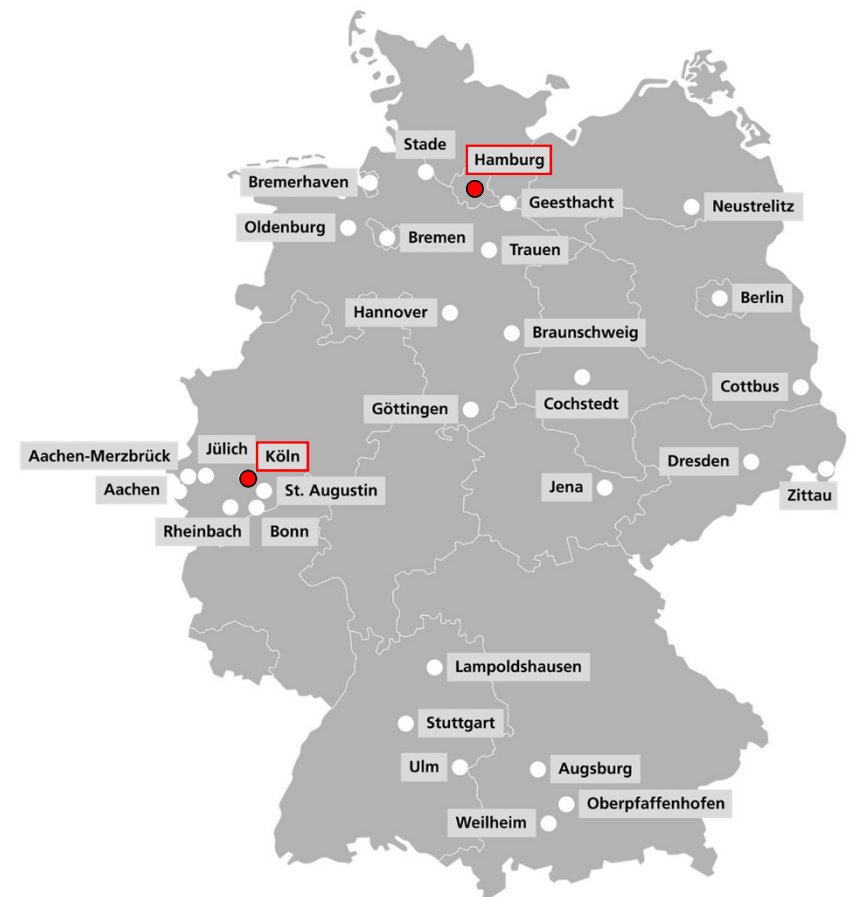 Stade
Hamburg
Bremerhaven
Geesthacht
Neustrelitz
Oldenburg
Bremen
Trauen
Berlin
Hannover
Braunschweig
Cottbus
Göttingen
Cochstedt
Jülich
Köln
Aachen-Merzbrück
Dresden
Aachen
St. Augustin
Jena
Zittau
Rheinbach
Bonn
Lampoldshausen
Stuttgart
Ulm
Augsburg
Oberpfaffenhofen
Weilheim